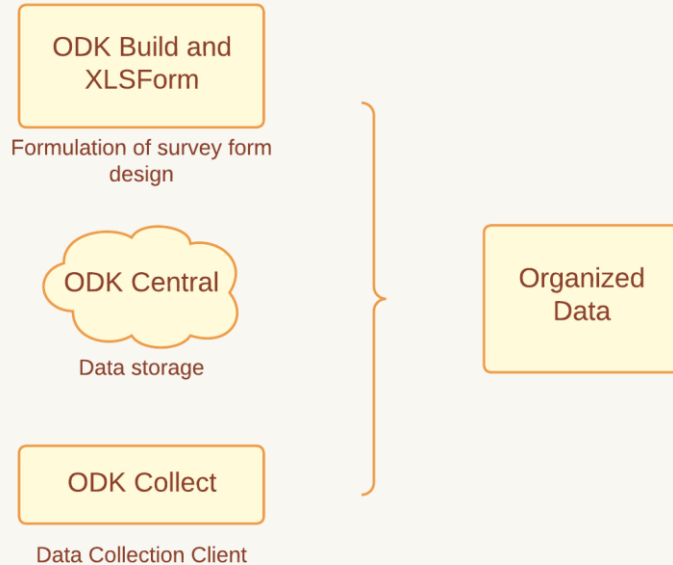 ODK Build and
XLSForm
Formulation of survey form
design
ODK Central
Data storage
ODK Collect
Data Collection Client
Organized
Data